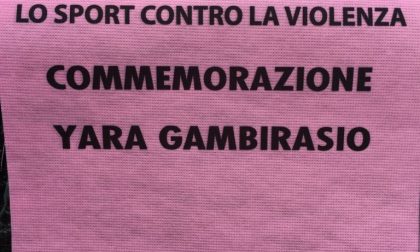 LO SPORT CONTRO LA VIOLENZA
COMMEMORAZIONE
YARA GAMBIRASIO